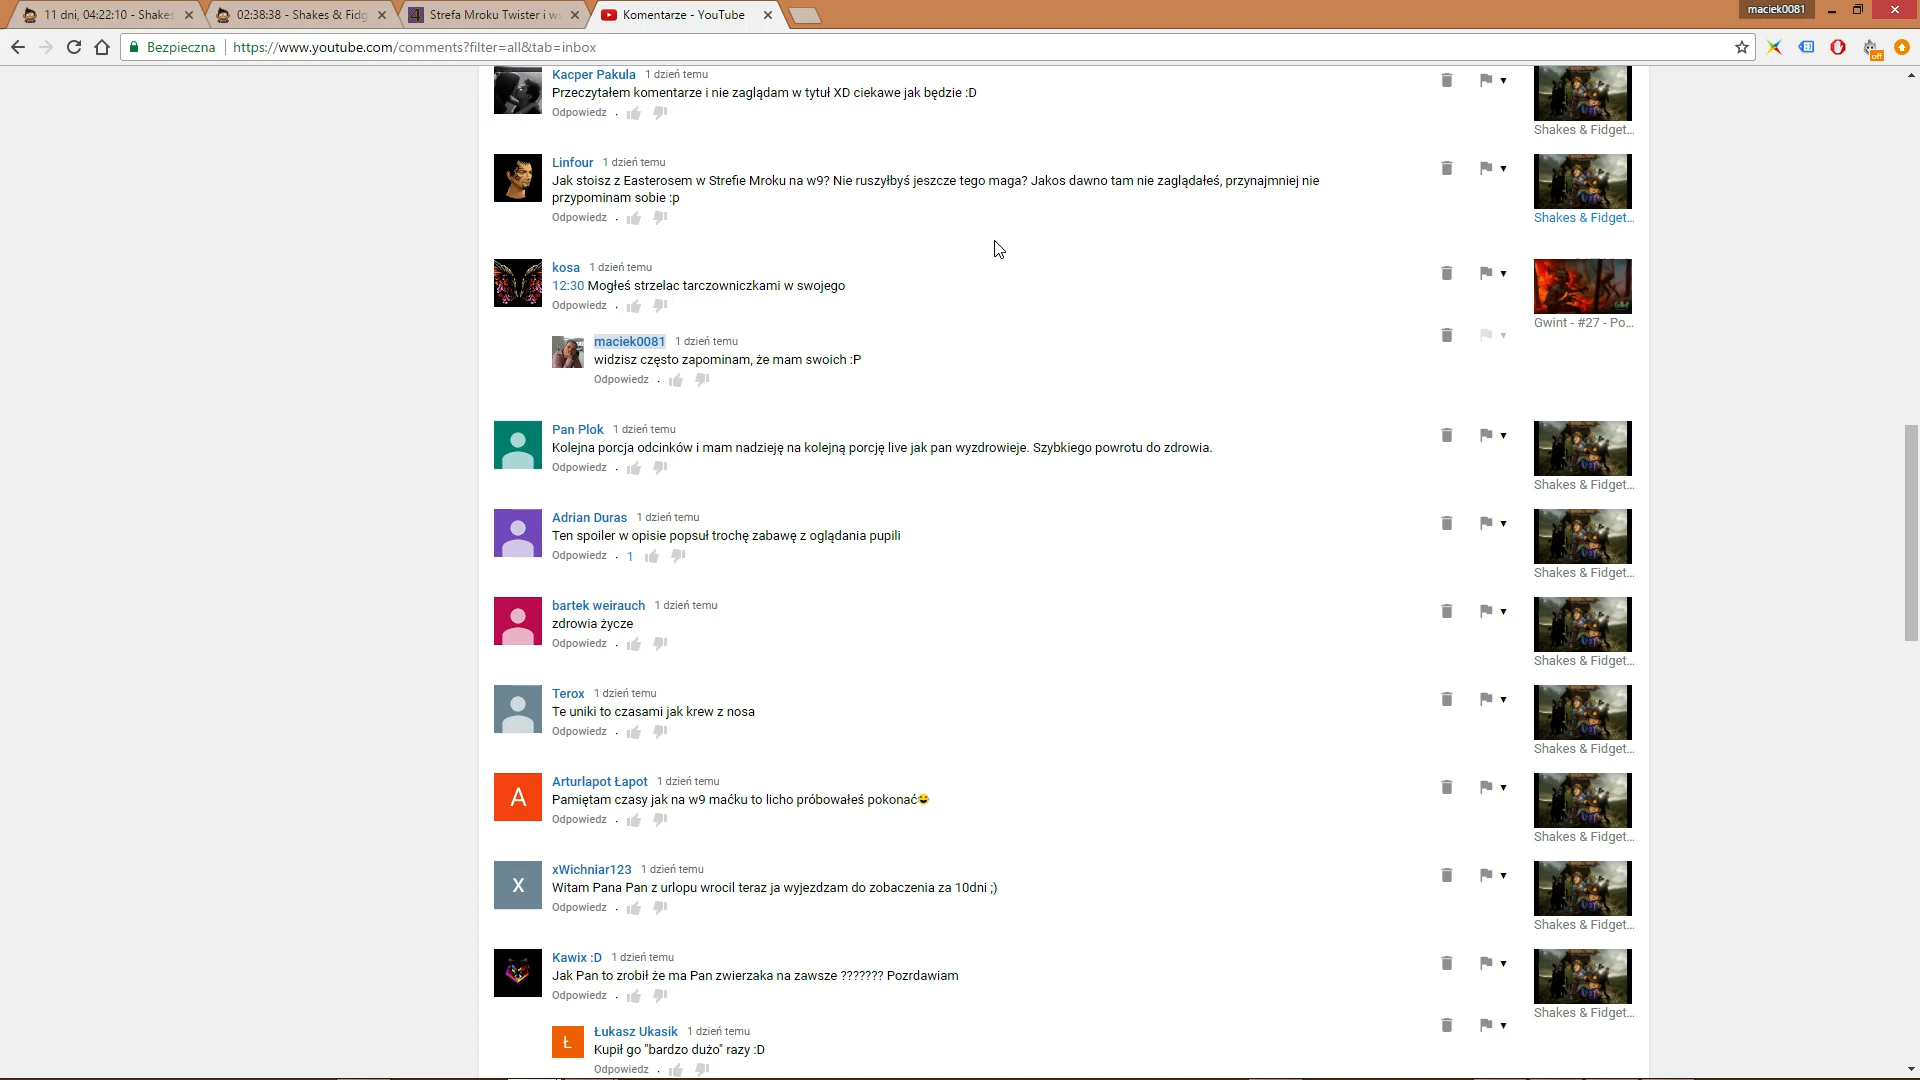 11 dni, 04:22:10 - Shakes
02:38:38 - Shakes & Fidg
Strefa Mroku Twister i w
Komentarze - YouTube
maciek0081
Bezpieczna
https://www.youtube.com/comments?filter=all&tab=inbox
off
Kacper Pakula 1 dzień temu
Przeczytałem komentarze i nie zaglądam w tytuł XD ciekawe jak będzie :D
Odpowiedz .
Shakes & Fidget...
Linfour 1 dzień temu
Jak stoisz z Easterosem w Strefie Mroku na w9? Nie ruszyłbyś jeszcze tego maga? Jakos dawno tam nie zaglądałeś, przynajmniej nie
przypominam sobie :p
Odpowiedz .
Shakes & Fidget...
kosa 1 dzień temu
12:30 Mogłeś strzelac tarczowniczkami w swojego
Odpowiedz .
Gwint - #27 - Po...
maciek0081 1 dzień temu
widzisz często zapominam, że mam swoich :P
Odpowiedz .
Pan Plok 1 dzień temu
Kolejna porcja odcinków i mam nadzieję na kolejną porcję live jak pan wyzdrowieje. Szybkiego powrotu do zdrowia.
Odpowiedz .
Shakes & Fidget...
Adrian Duras 1 dzień temu
Ten spoiler w opisie popsuł trochę zabawę z oglądania pupili
Odpowiedz . 1
Shakes & Fidget...
bartek weirauch 1 dzień temu
zdrowia życze
Odpowiedz .
Shakes & Fidget...
Terox 1 dzień temu
Te uniki to czasami jak krew z nosa
Odpowiedz .
Shakes & Fidget...
A
Arturlapot Łapot 1 dzień temu
Pamiętam czasy jak na w9 maćku to licho próbowałeś pokonać😄
Odpowiedz .
Shakes & Fidget...
X
xWichniar123 1 dzień temu
Witam Pana Pan z urlopu wrocil teraz ja wyjezdzam do zobaczenia za 10dni ;)
Odpowiedz .
Shakes & Fidget...
Kawix :D 1 dzień temu
Jak Pan to zrobił że ma Pan zwierzaka na zawsze ??????? Pozrdawiam
Odpowiedz .
Shakes & Fidget...
Ł
Łukasz Ukasik 1 dzień temu
Kupił go "bardzo dużo" razy :D
Odpowiedz .